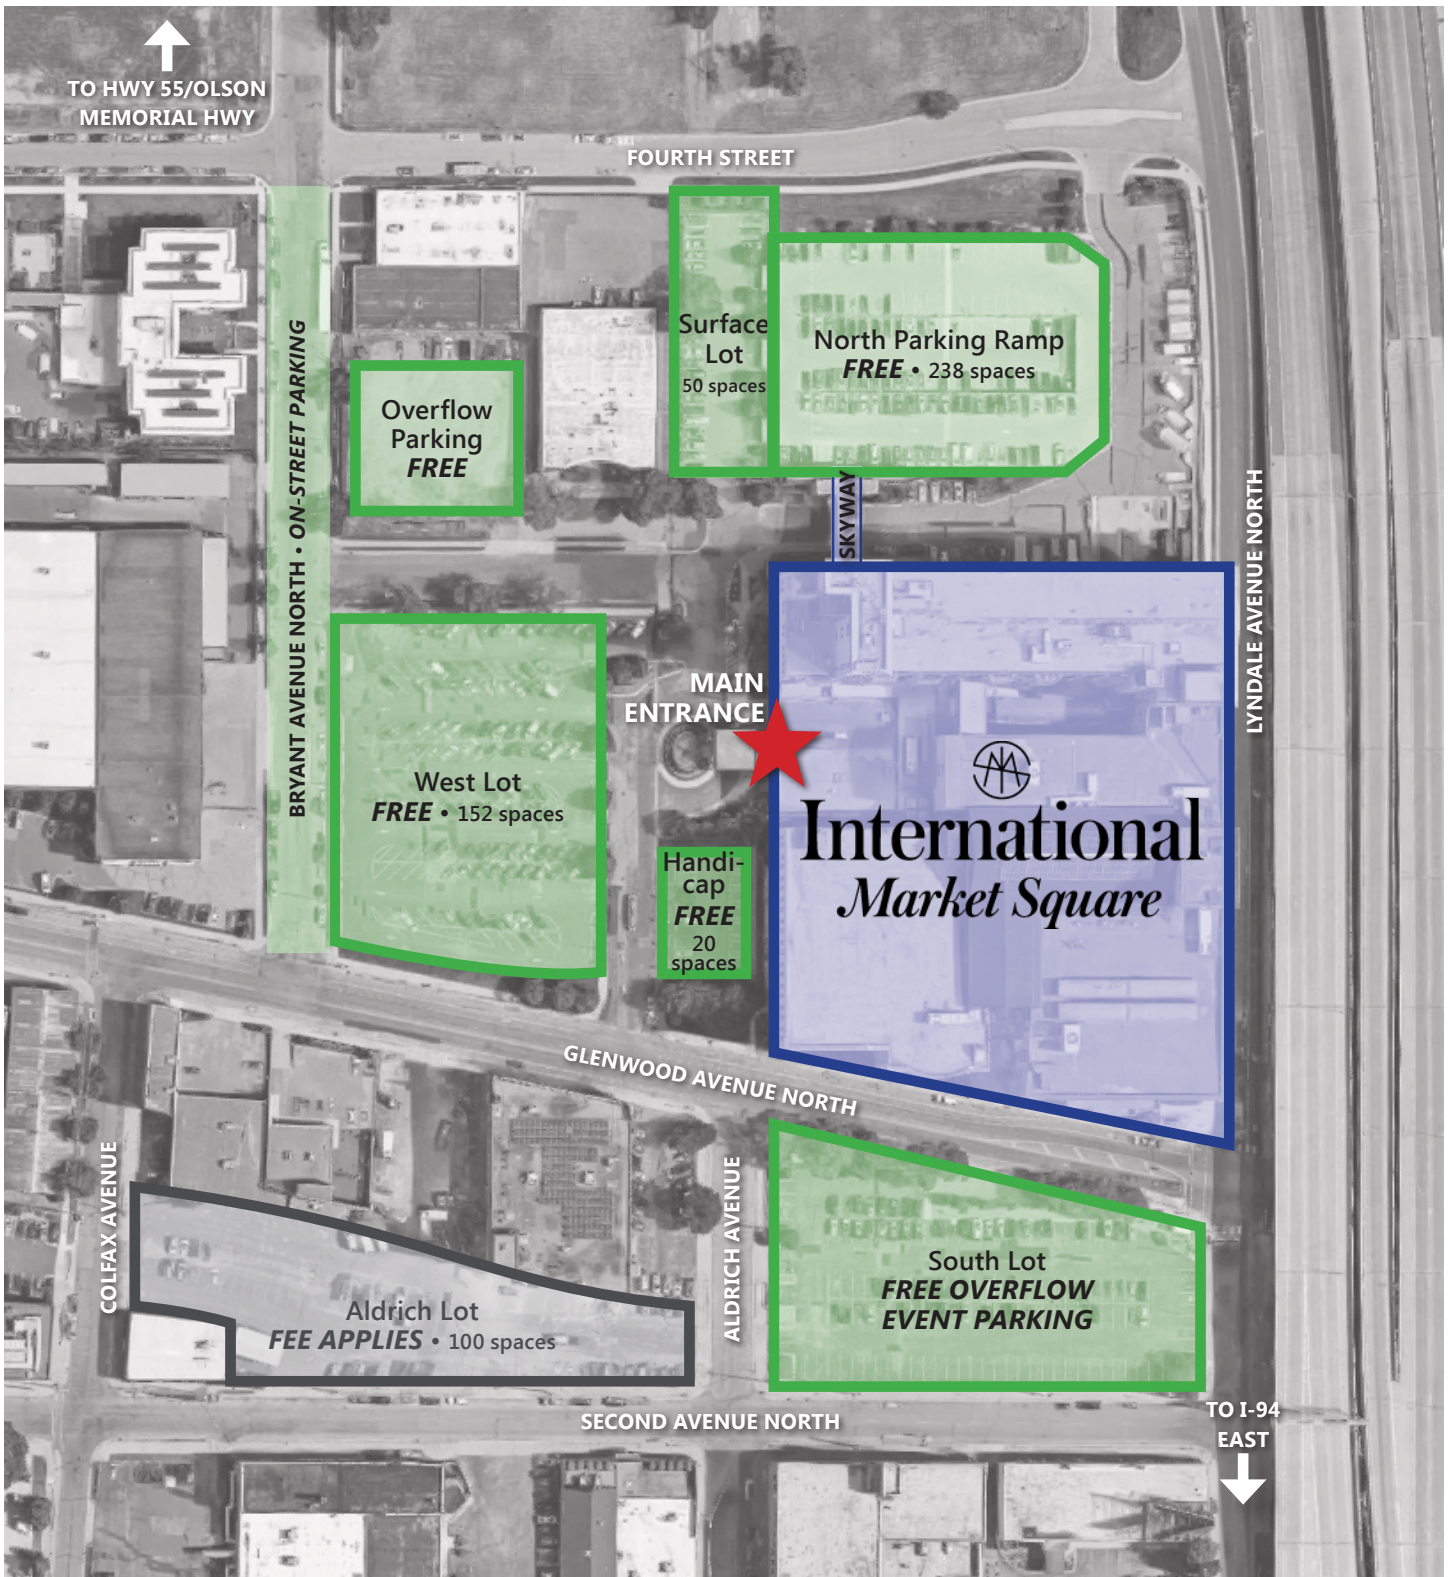 TO HWY 55/OLSON
MEMORIAL HWY
FOURTH STREET
Surface
Lot
50 spaces
North Parking Ramp
FREE • 238 spaces
Overflow
Parking
FREE
BRYANT AVENUE NORTH • ON-STREET PARKING
SKYWAY
LYNDALE AVENUE NORTH
MAIN
ENTRANCE
West Lot
FREE • 152 spaces
International
Market Square
Handi-
cap
FREE
20
spaces
GLENWOOD AVENUE NORTH
COLFAX AVENUE
ALDRICH AVENUE
South Lot
FREE OVERFLOW
EVENT PARKING
Aldrich Lot
FEE APPLIES • 100 spaces
SECOND AVENUE NORTH
TO I-94
EAST